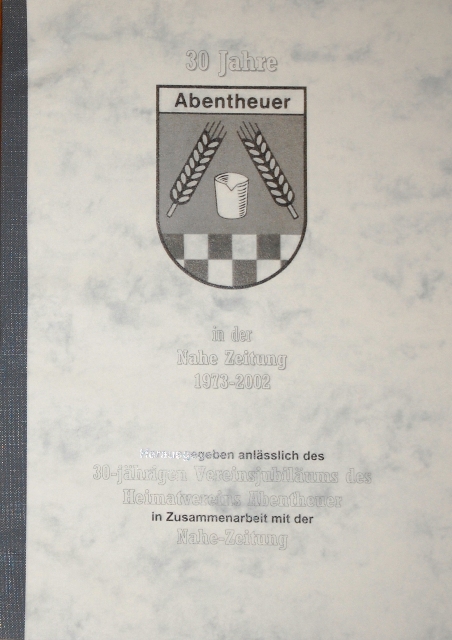 30 Jahre
Abentheuer
in der
Nahe Zeitung
1973-2002
Herausgegeben anlässlich des
30-jährigen Vereinsjubiläums des
Heimatvereins Abentheuer
in Zusammenarbeit mit der
Nahe-Zeitung